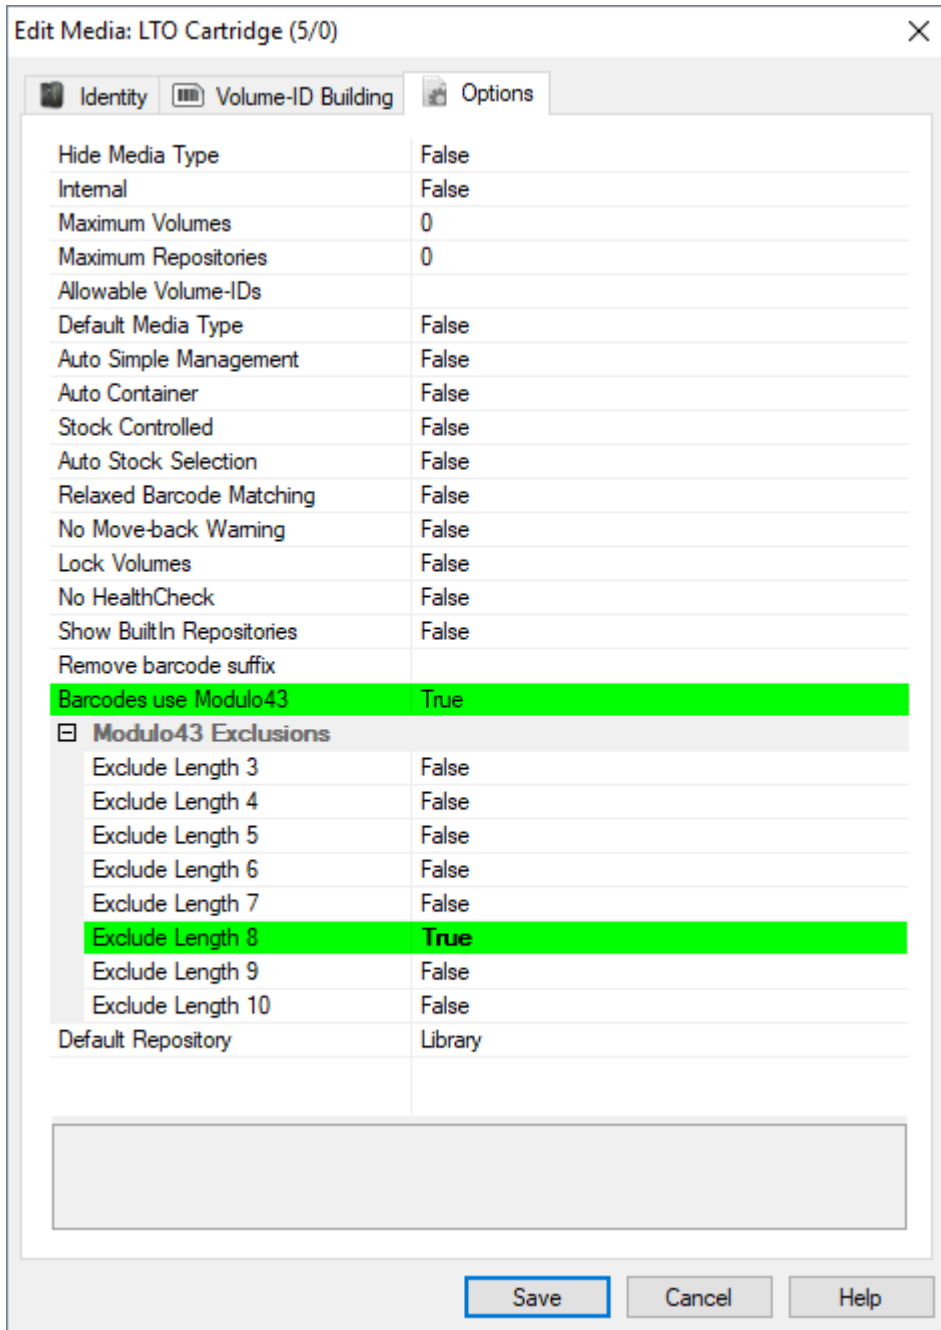 Edit Media: LTO Cartridge (5/0)
Identity Volume-ID Building Options
Hide Media Type False
Internal False
Maximum Volumes 0
Maximum Repositories 0
Allowable Volume-IDs
Default Media Type False
Auto Simple Management False
Auto Container False
Stock Controlled False
Auto Stock Selection False
Relaxed Barcode Matching False
No Move-back Warning False
Lock Volumes False
No HealthCheck False
Show BuiltIn Repositories False
Remove barcode suffix
Barcodes use Modulo43 True
Modulo43 Exclusions
Exclude Length 3 False
Exclude Length 4 False
Exclude Length 5 False
Exclude Length 6 False
Exclude Length 7 False
Exclude Length 8 True
Exclude Length 9 False
Exclude Length 10 False
Default Repository Library
Save Cancel Help